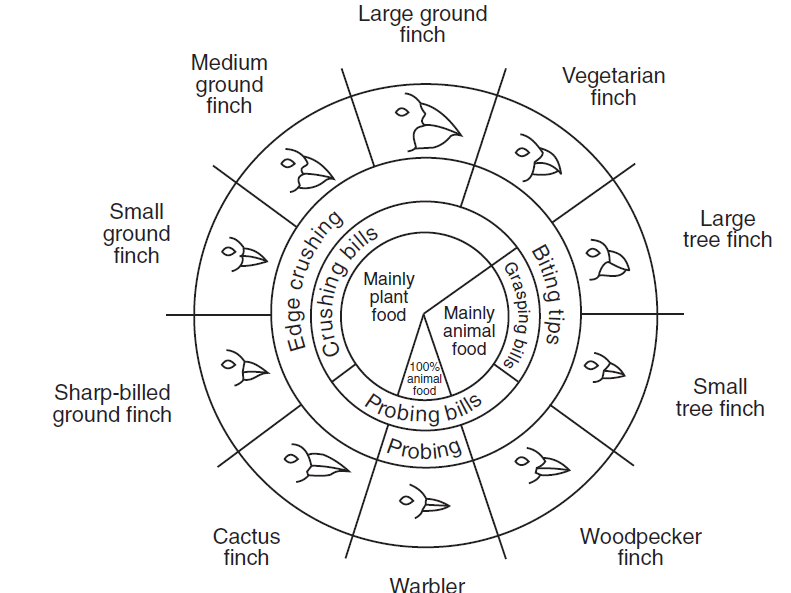 Large ground
finch
Medium
ground
finch
Vegetarian
finch
Small
ground
finch
Large
tree finch
Edge crushing
Crushing bills
Biting tips
Grasping bills
Mainly
plant
food
Mainly
animal
food
100%
animal
food
Probing bills
Probing
Sharp-billed
ground finch
Small
tree finch
Cactus
finch
Woodpecker
finch
Warbler